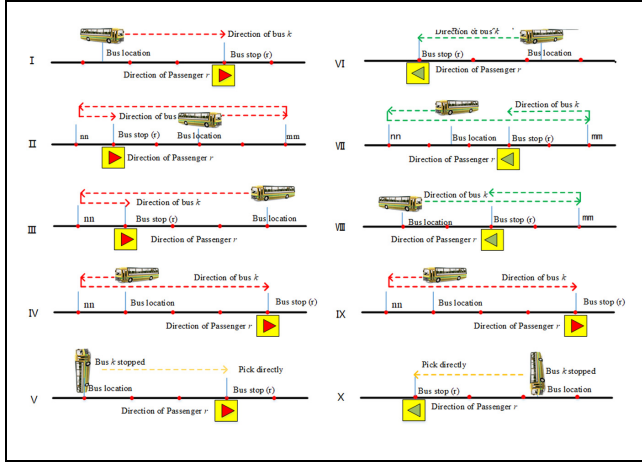 I
Direction of bus k
Bus location
Bus stop (r)
Direction of Passenger r
II
Direction of bus k
nn
Bus stop (r)
Bus location
mm
Direction of Passenger r
III
Direction of bus k
nn
Bus stop (r)
Bus location
Direction of Passenger r
IV
Direction of bus k
nn
Bus location
Bus stop (r)
Direction of Passenger r
V
Bus k stopped
Pick directly
Bus location
Bus stop (r)
Direction of Passenger r
VI
Direction of bus k
Bus stop (r)
Bus location
Direction of Passenger r
VII
Direction of bus k
nn
Bus location
Bus stop (r)
mm
Direction of Passenger r
VIII
Direction of bus k
Bus location
Bus stop (r)
mm
Direction of Passenger r
IX
Direction of bus k
nn
Bus location
Bus stop (r)
Direction of Passenger r
X
Pick directly
Bus k stopped
Bus stop (r)
Bus location
Direction of Passenger r